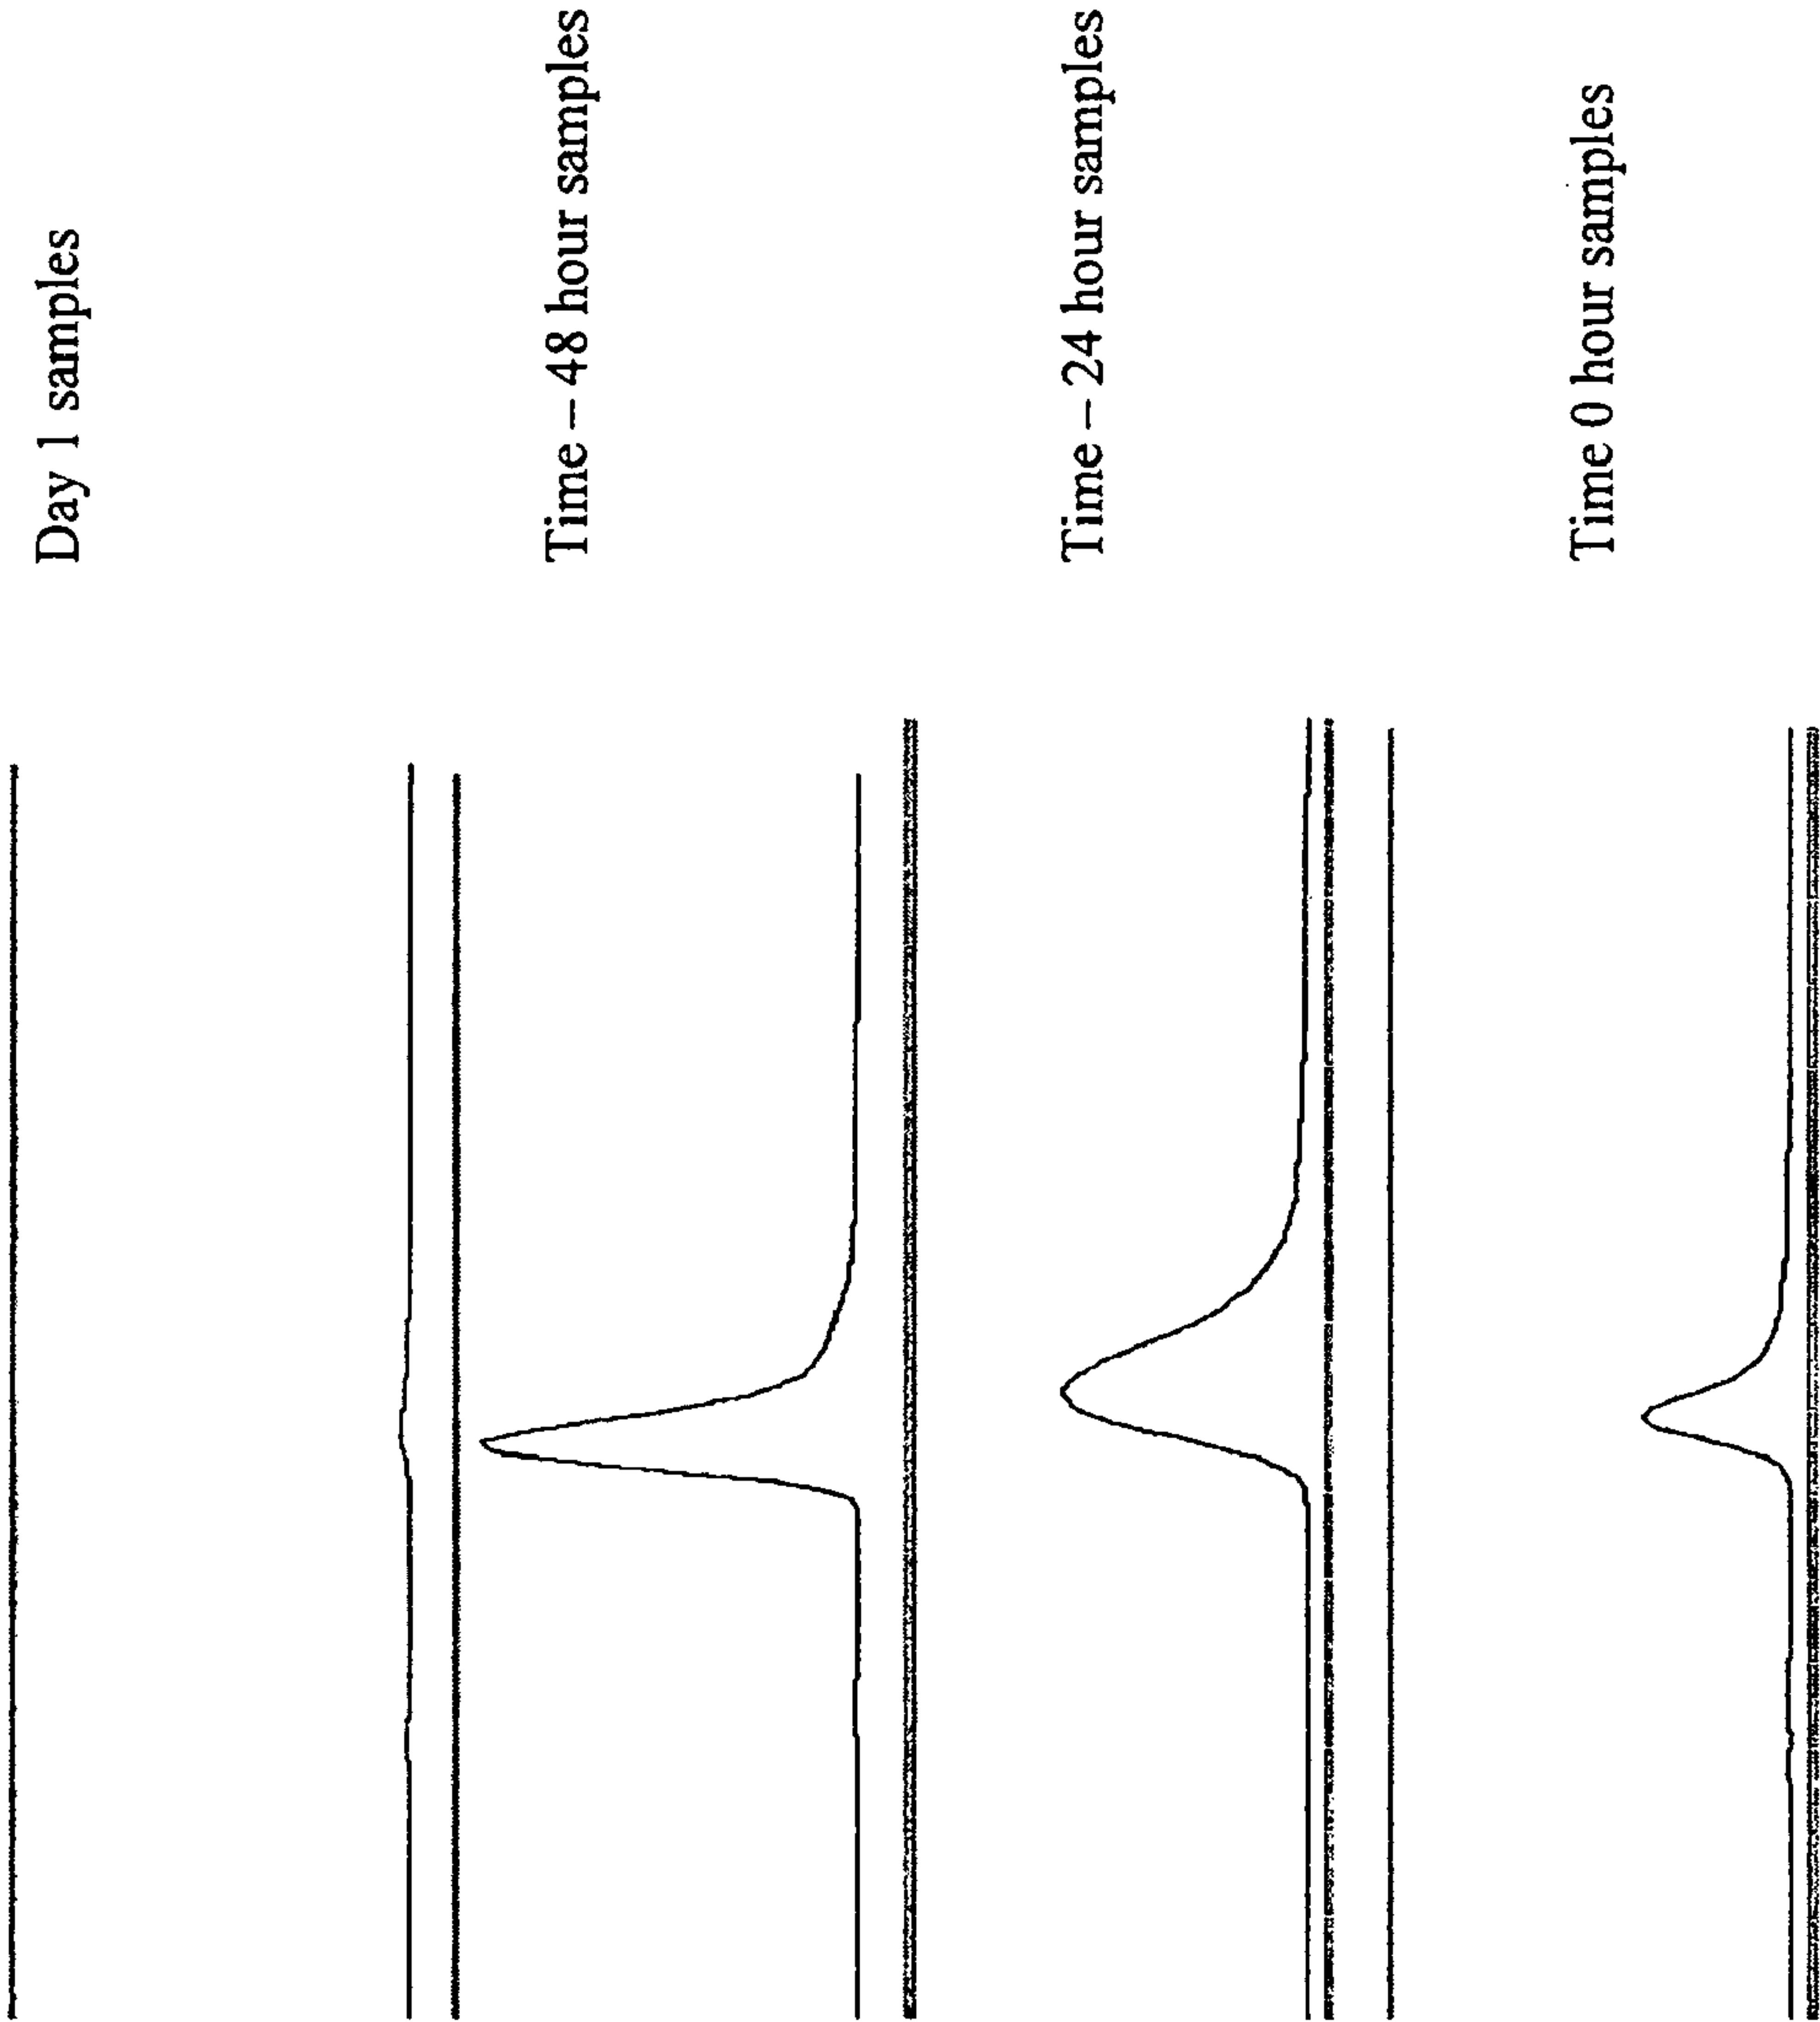 Day 1 samples
Time – 48 hour samples
Time – 24 hour samples
Time 0 hour samples